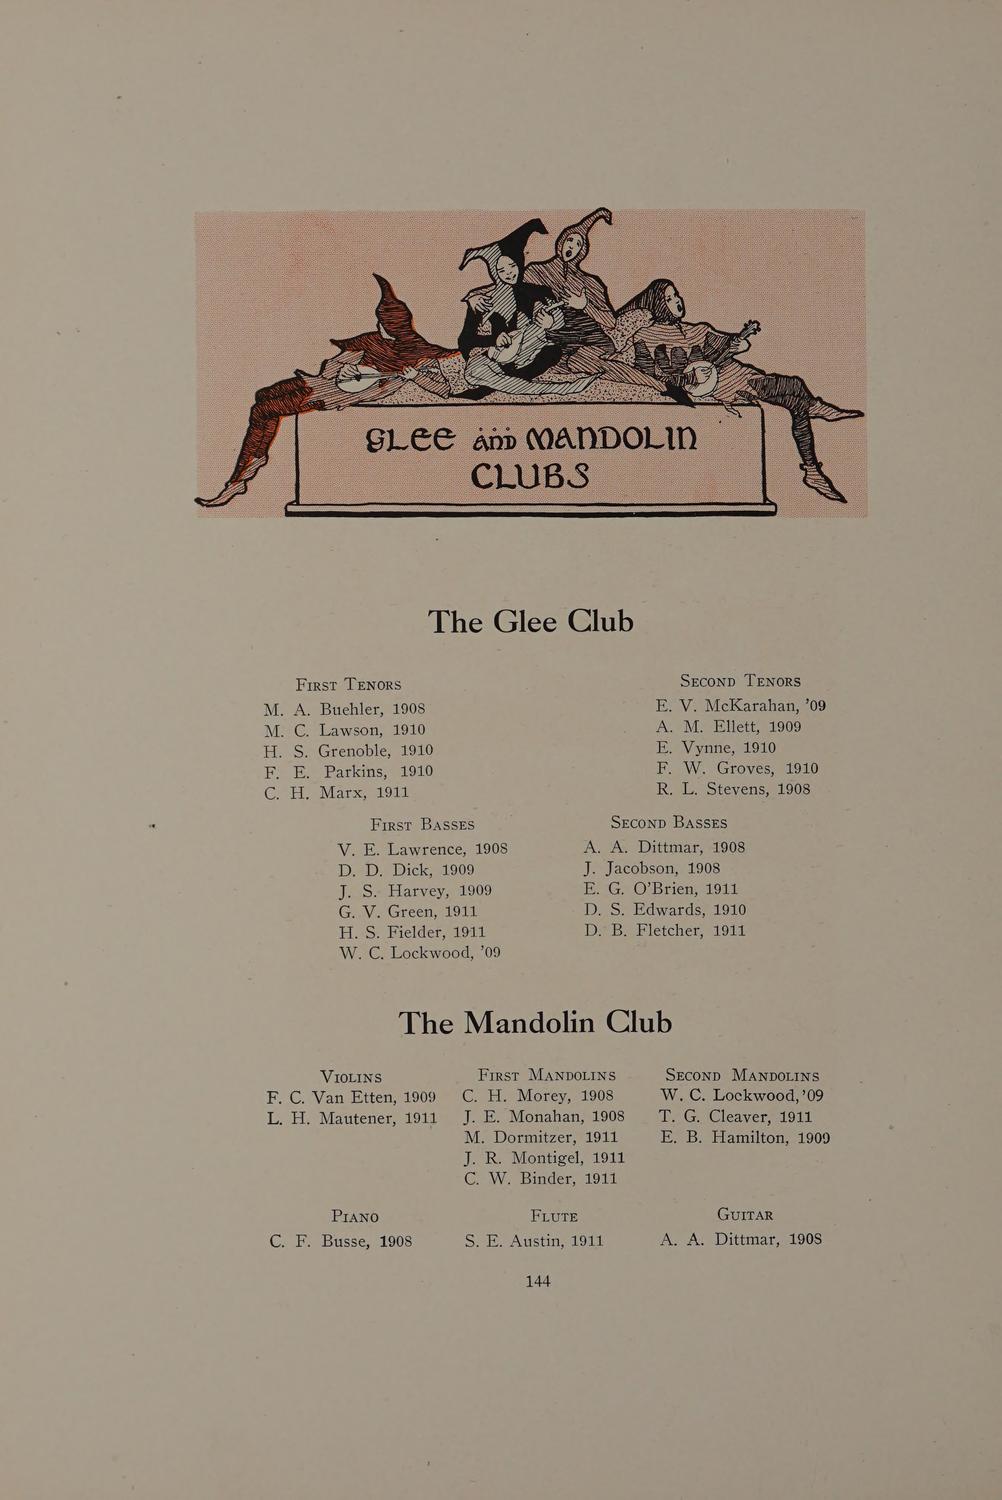 GLEE AND MANDOLIN
CLUBS
The Glee Club
FIRST TENORS
M. A. Buehler, 1908
M. C. Lawson, 1910
H. S. Grenoble, 1910
F. E. Parkins, 1910
C. H. Marx, 1911
SECOND TENORS
E. V. McKarahan, ’09
A. M. Ellett, 1909
E. Vynne, 1910
F. W. Groves, 1910
R. L. Stevens, 1908
FIRST BASSES
V. E. Lawrence, 1908
D. D. Dick, 1909
J. S. Harvey, 1909
G. V. Green, 1911
H. S. Fielder, 1911
W. C. Lockwood, ’09
SECOND BASSES
A. A. Dittmar, 1908
J. Jacobson, 1908
E. G. O’Brien, 1911
D. S. Edwards, 1910
D. B. Fletcher, 1911
The Mandolin Club
VIOLINS
F. C. Van Etten, 1909
L. H. Mautener, 1911
FIRST MANDOLINS
C. H. Morey, 1908
J. E. Monahan, 1908
M. Dormitzer, 1911
J. R. Montigel, 1911
C. W. Binder, 1911
SECOND MANDOLINS
W. C. Lockwood, ’09
T. G. Cleaver, 1911
E. B. Hamilton, 1909
PIANO
C. F. Busse, 1908
FLUTE
S. E. Austin, 1911
GUITAR
A. A. Dittmar, 1908
144